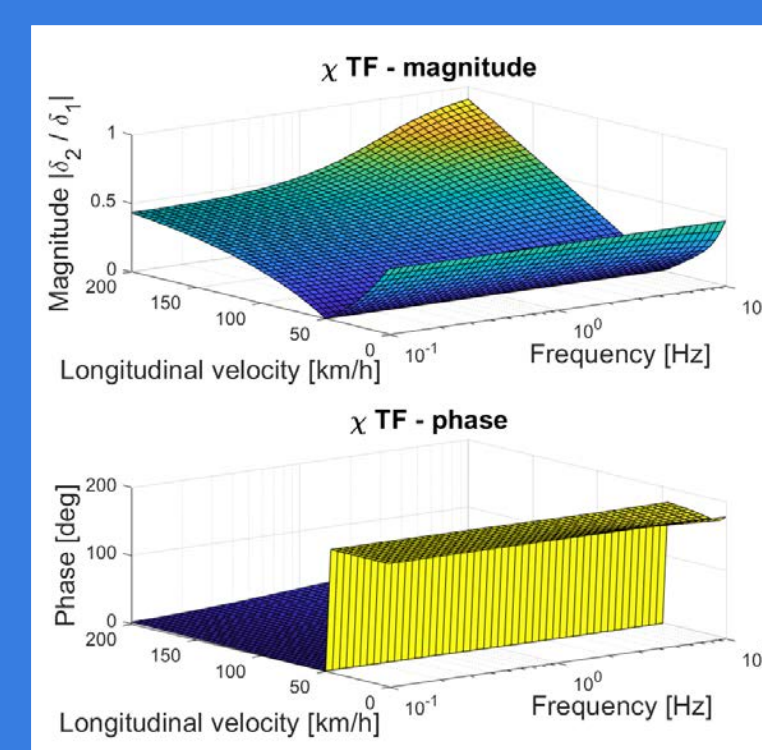 χ TF - magnitude
Magnitude |δ2 / δ1|
1
0.5
0
200
150
100
50
0
Longitudinal velocity [km/h]
10-1
100
10
Frequency [Hz]
χ TF - phase
Phase [deg]
200
100
0
200
150
100
50
0
Longitudinal velocity [km/h]
10-1
100
10
Frequency [Hz]